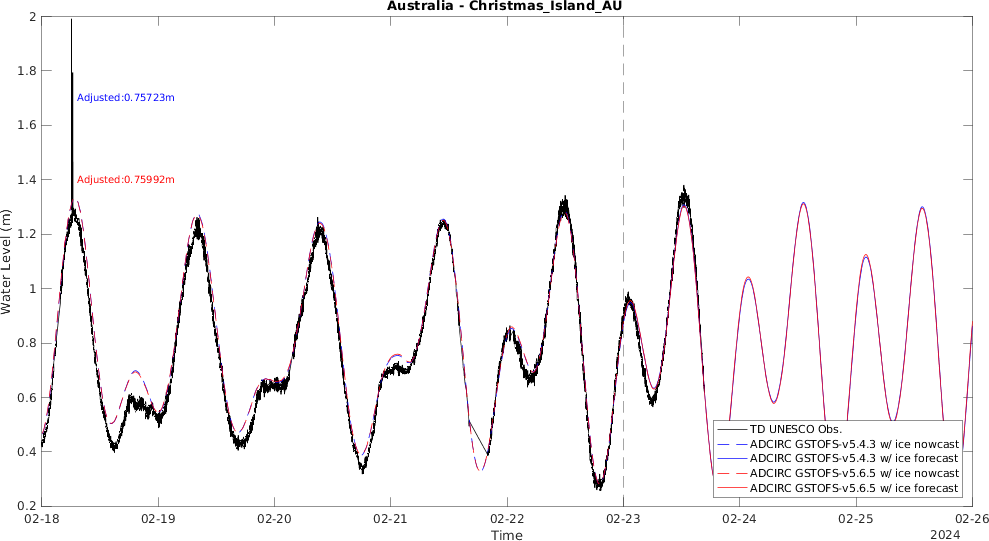 Australia - Christmas_Island_AU
2
1.8
1.6
1.4
1.2
1
0.8
0.6
0.4
0.2
Water Level (m)
Adjusted:0.75723m
Adjusted:0.75992m
TD UNESCO Obs.
ADCIRC GSTOFS-v5.4.3 w/ ice nowcast
ADCIRC GSTOFS-v5.4.3 w/ ice forecast
ADCIRC GSTOFS-v5.6.5 w/ ice nowcast
ADCIRC GSTOFS-v5.6.5 w/ ice forecast
02-18 02-19 02-20 02-21 02-22 02-23 02-24 02-25 02-26
Time
2024